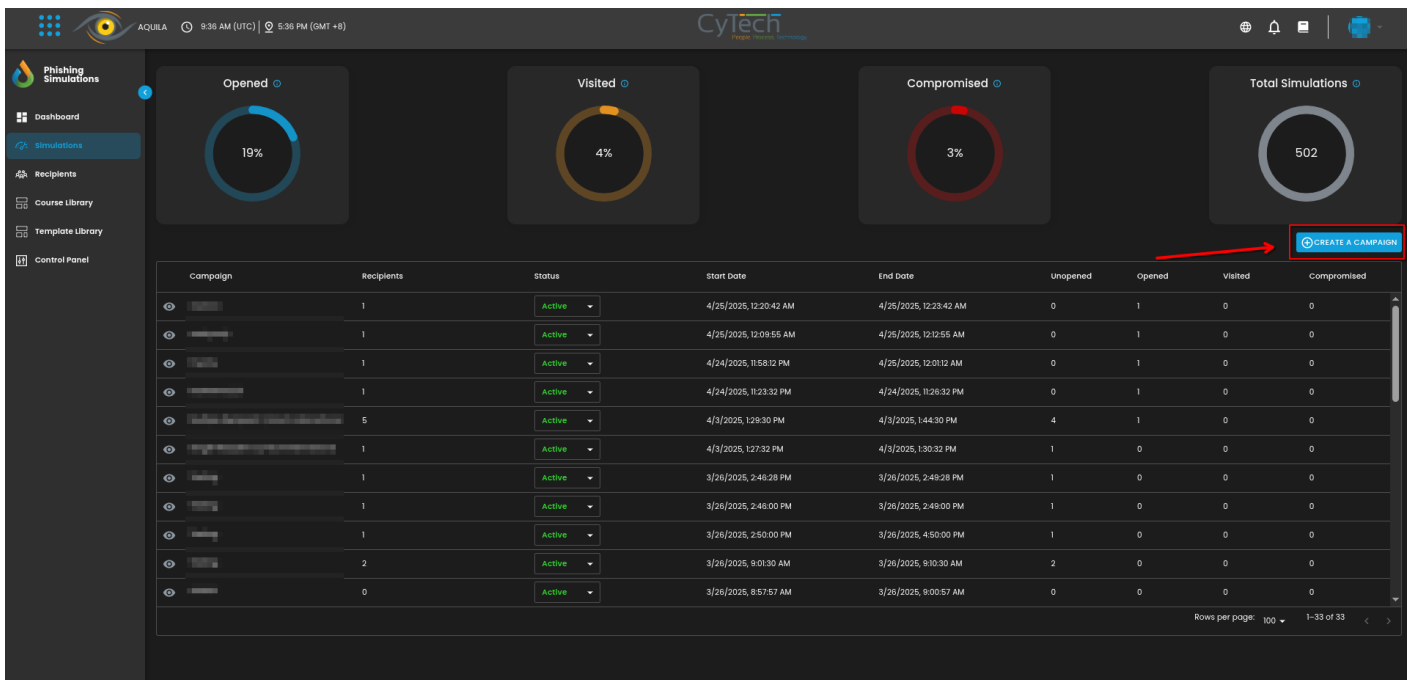 AQUILA 9:36 AM (UTC) 5:36 PM (GMT +8)
CyTech
People Process Technology
Phishing
Simulations
Dashboard
Simulations
Recipients
Course Library
Template Library
Control Panel
Opened
19%
Visited
4%
Compromised
3%
Total Simulations
502
CREATE A CAMPAIGN
Campaign Recipients Status Start Date End Date Unopened Opened Visited Compromised
1 Active 4/25/2025, 12:20:42 AM 4/25/2025, 12:23:42 AM 0 1 0 0
1 Active 4/25/2025, 12:09:55 AM 4/25/2025, 12:12:55 AM 0 1 0 0
1 Active 4/24/2025, 11:58:12 PM 4/25/2025, 12:01:12 AM 0 1 0 0
1 Active 4/24/2025, 11:23:32 PM 4/24/2025, 11:26:32 PM 0 1 0 0
5 Active 4/3/2025, 1:29:30 PM 4/3/2025, 1:44:30 PM 4 1 0 0
1 Active 4/3/2025, 1:27:32 PM 4/3/2025, 1:30:32 PM 1 0 0 0
1 Active 3/26/2025, 2:46:28 PM 3/26/2025, 2:49:28 PM 1 0 0 0
1 Active 3/26/2025, 2:46:00 PM 3/26/2025, 2:49:00 PM 1 0 0 0
1 Active 3/26/2025, 2:50:00 PM 3/26/2025, 4:50:00 PM 1 0 0 0
2 Active 3/26/2025, 9:01:30 AM 3/26/2025, 9:10:30 AM 2 0 0 0
0 Active 3/26/2025, 8:57:57 AM 3/26/2025, 9:00:57 AM 0 0 0 0
Rows per page: 100 1–33 of 33